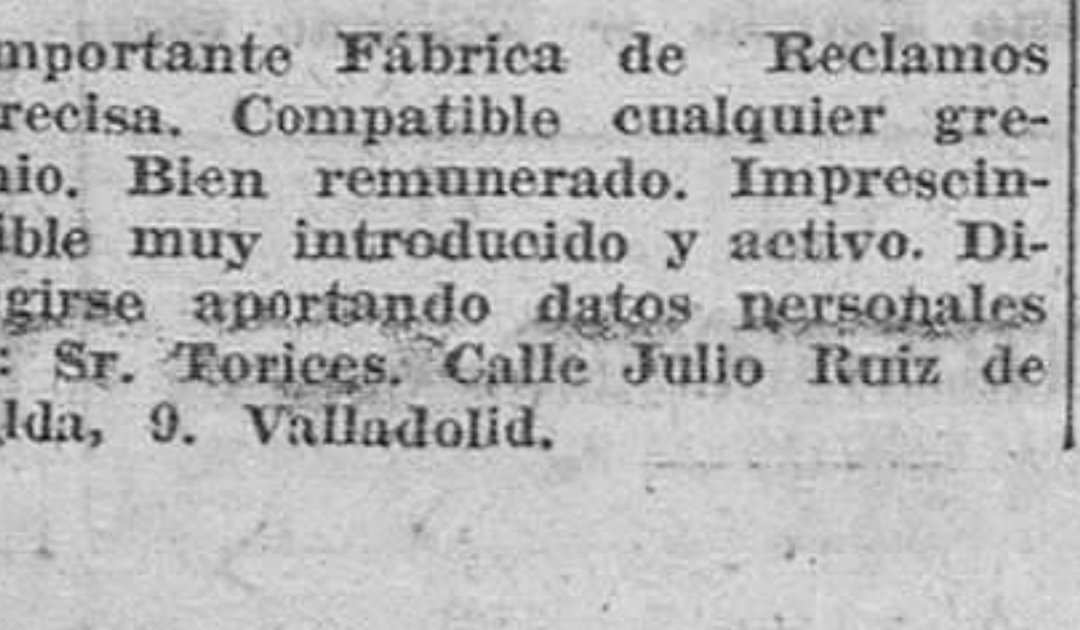 mportante Fábrica de Reclamos
recisa. Compatible cualquier gre-
nio. Bien remunerado. Imprescin-
ible muy introducido y activo. Di-
girse aportando datos personales
: Sr. Torices. Calle Julio Ruiz de
lda, 9. Valladolid.